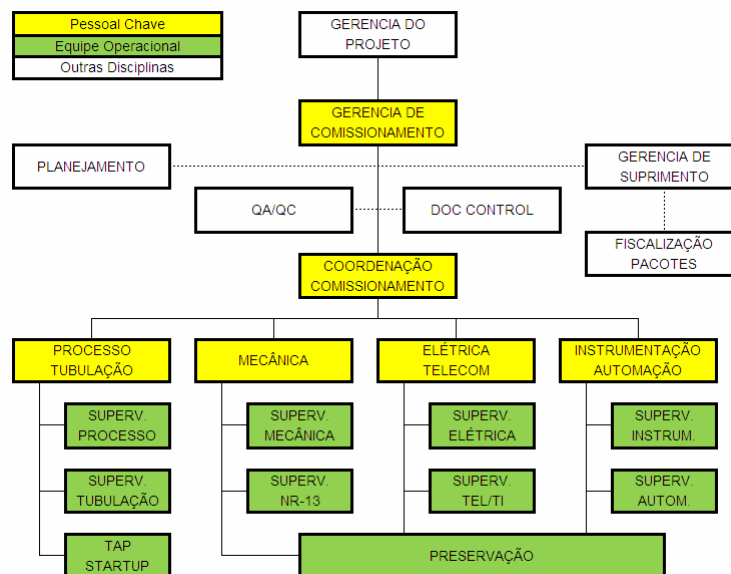 Pessoal Chave
Equipe Operacional
Outras Disciplinas
GERENCIA DO
PROJETO
GERENCIA DE
COMISSIONAMENTO
PLANEJAMENTO
GERENCIA DE
SUPRIMENTO
QA/QC
DOC CONTROL
FISCALIZAÇÃO
PACOTES
COORDENAÇÃO
COMISSIONAMENTO
PROCESSO
TUBULAÇÃO
MECÂNICA
ELÉTRICA
TELECOM
INSTRUMENTAÇÃO
AUTOMAÇÃO
SUPERV.
PROCESSO
SUPERV.
MECÂNICA
SUPERV.
ELÉTRICA
SUPERV.
INSTRUM.
SUPERV.
TUBULAÇÃO
SUPERV.
NR-13
SUPERV.
TEL/TI
SUPERV.
AUTOM.
TAP
STARTUP
PRESERVAÇÃO